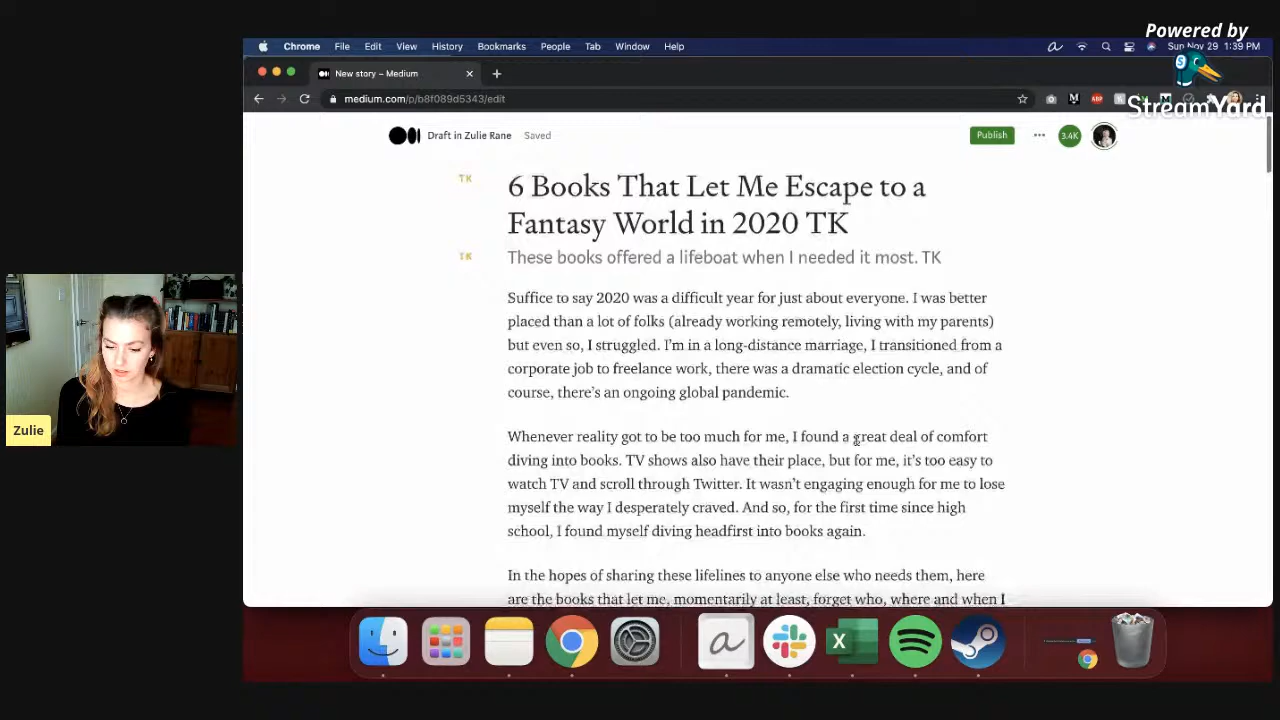 Powered by
StreamYard
Chrome File Edit View History Bookmarks People Tab Window Help
Sun Nov 29 1:39 PM
New story – Medium
medium.com/p/b8f089d5343/edit
Draft in Zulie Rane Saved
Publish
3.4K
TK
6 Books That Let Me Escape to a
Fantasy World in 2020 TK
TK
These books offered a lifeboat when I needed it most. TK
Suffice to say 2020 was a difficult year for just about everyone. I was better
placed than a lot of folks (already working remotely, living with my parents)
but even so, I struggled. I'm in a long-distance marriage, I transitioned from a
corporate job to freelance work, there was a dramatic election cycle, and of
course, there's an ongoing global pandemic.
Whenever reality got to be too much for me, I found a great deal of comfort
diving into books. TV shows also have their place, but for me, it's too easy to
watch TV and scroll through Twitter. It wasn't engaging enough for me to lose
myself the way I desperately craved. And so, for the first time since high
school, I found myself diving headfirst into books again.
In the hopes of sharing these lifelines to anyone else who needs them, here
are the books that let me, momentarily at least, forget who, where and when I
Zulie